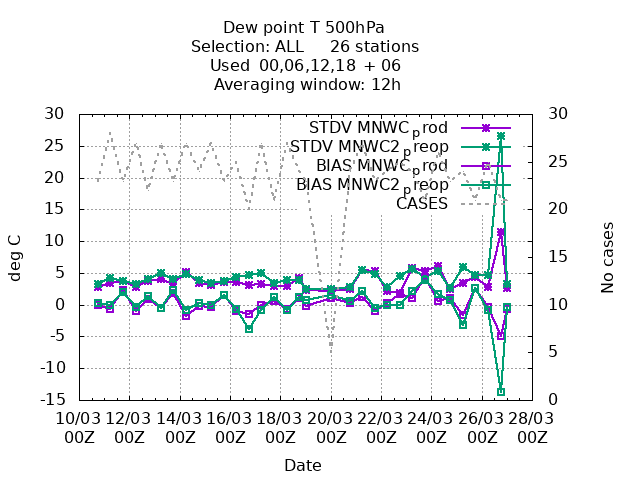 Dew point T 500hPa
Selection: ALL 26 stations
Used 00,06,12,18 + 06
Averaging window: 12h
STDV MNWC_prod
STDV MNWC2_preop
BIAS MNWC_prod
BIAS MNWC2_preop
CASES
30
25
20
15
10
5
0
-5
-10
-15
deg C
30
25
20
15
10
5
0
No cases
10/03 12/03 14/03 16/03 18/03 20/03 22/03 24/03 26/03 28/03
00Z 00Z 00Z 00Z 00Z 00Z 00Z 00Z 00Z 00Z
Date